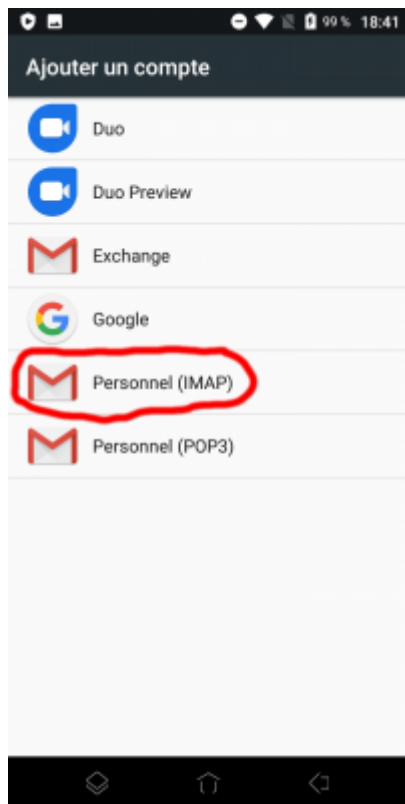 99 % 18:41
Ajouter un compte
Duo
Duo Preview
Exchange
Google
Personnel (IMAP)
Personnel (POP3)